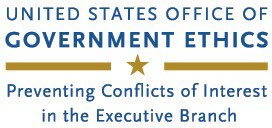 UNITED STATES OFFICE OF
GOVERNMENT ETHICS
Preventing Conflicts of Interest
in the Executive Branch